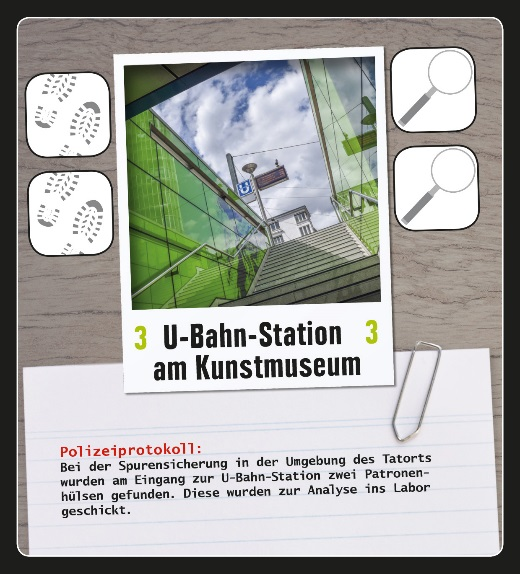 3 U-Bahn-Station 3
am Kunstmuseum
Polizeiprotokoll:
Bei der Spurensicherung in der Umgebung des Tatorts
wurden am Eingang zur U-Bahn-Station zwei Patronen-
hülsen gefunden. Diese wurden zur Analyse ins Labor
geschickt.